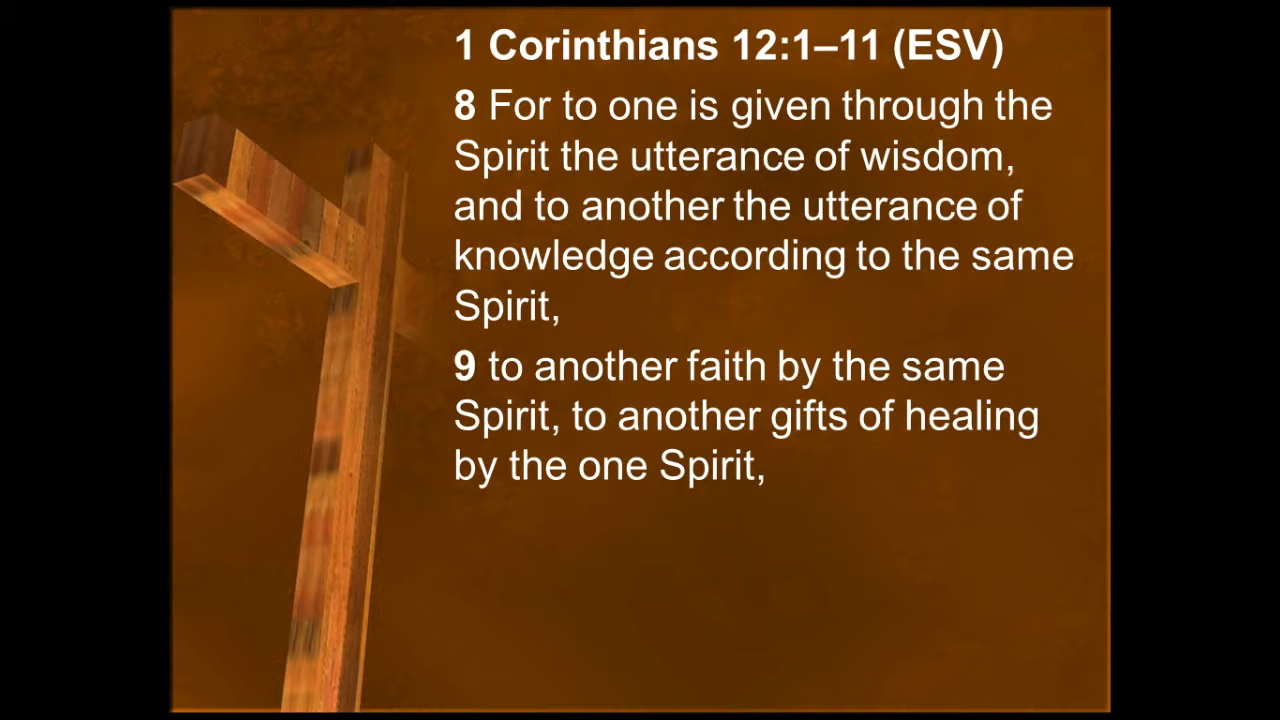 1 Corinthians 12:1–11 (ESV)
8 For to one is given through the
Spirit the utterance of wisdom,
and to another the utterance of
knowledge according to the same
Spirit,
9 to another faith by the same
Spirit, to another gifts of healing
by the one Spirit,